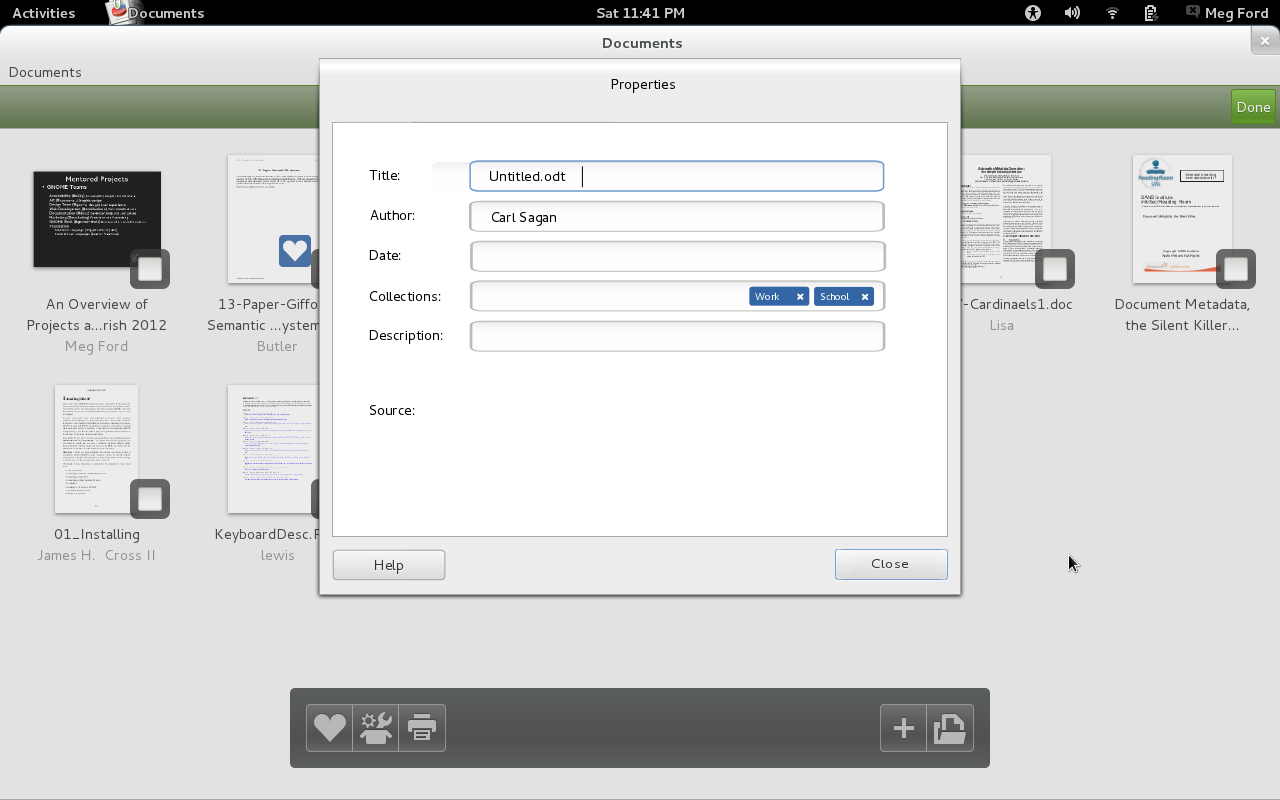 Activities
Documents
Sat 11:41 PM
Meg Ford
Documents
Documents
Done
Properties
Title:
Untitled.odt
Author:
Carl Sagan
Date:
Collections:
Work
School
Description:
Source:
Help
Close
Mentored Projects
GNOME Teams
An Overview of
Projects a...rish 2012
Meg Ford
13-Paper-Giffo
Semantic ...ystem
Butler
-Cardinaels1.doc
Lisa
Document Metadata,
the Silent Killer...
01_Installing
James H. Cross II
KeyboardDesc.
lewis